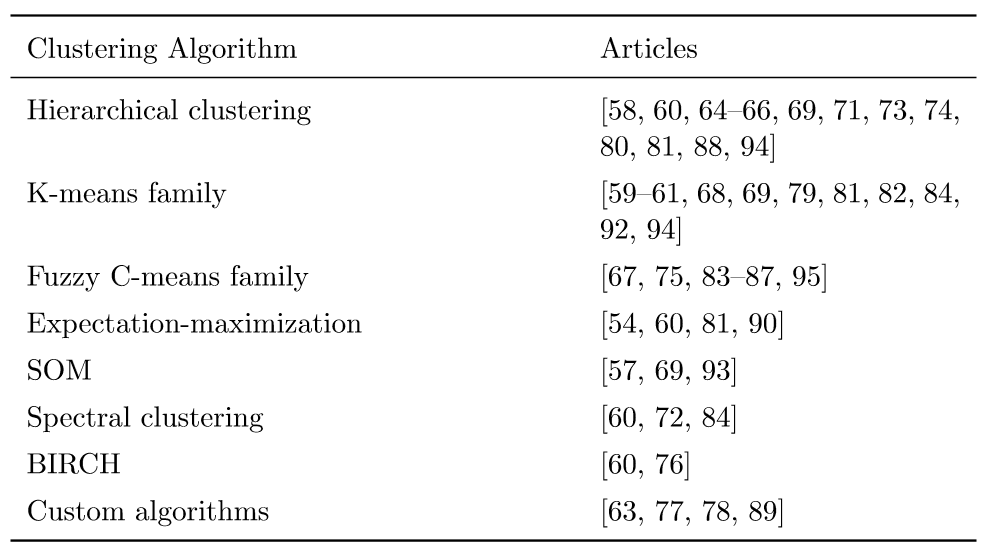 Clustering Algorithm Articles
Hierarchical clustering [58, 60, 64–66, 69, 71, 73, 74,
80, 81, 88, 94]
K-means family [59–61, 68, 69, 79, 81, 82, 84,
92, 94]
Fuzzy C-means family [67, 75, 83–87, 95]
Expectation-maximization [54, 60, 81, 90]
SOM [57, 69, 93]
Spectral clustering [60, 72, 84]
BIRCH [60, 76]
Custom algorithms [63, 77, 78, 89]